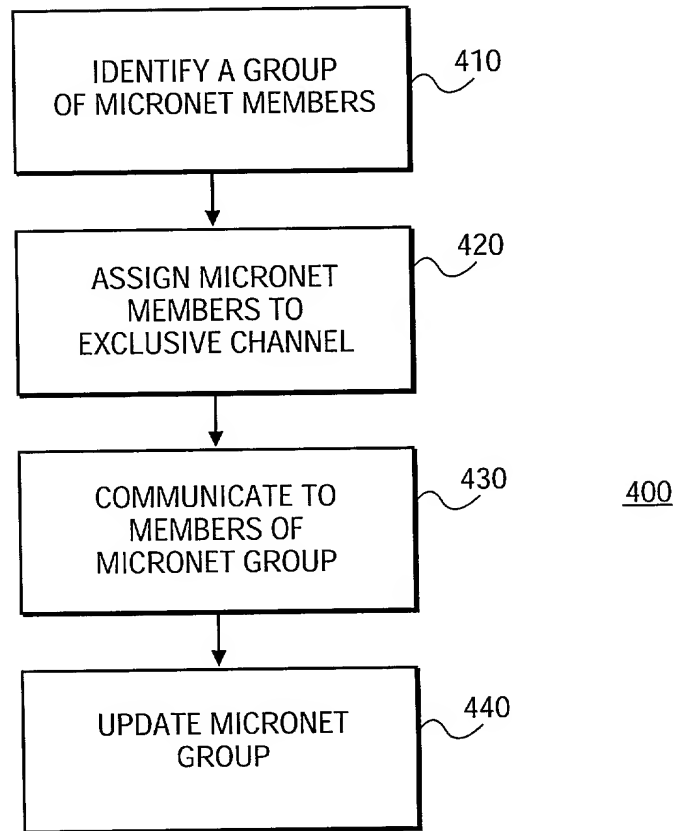 IDENTIFY A GROUP
OF MICRONET MEMBERS
410
ASSIGN MICRONET
MEMBERS TO
EXCLUSIVE CHANNEL
420
COMMUNICATE TO
MEMBERS OF
MICRONET GROUP
430
400
UPDATE MICRONET
GROUP
440